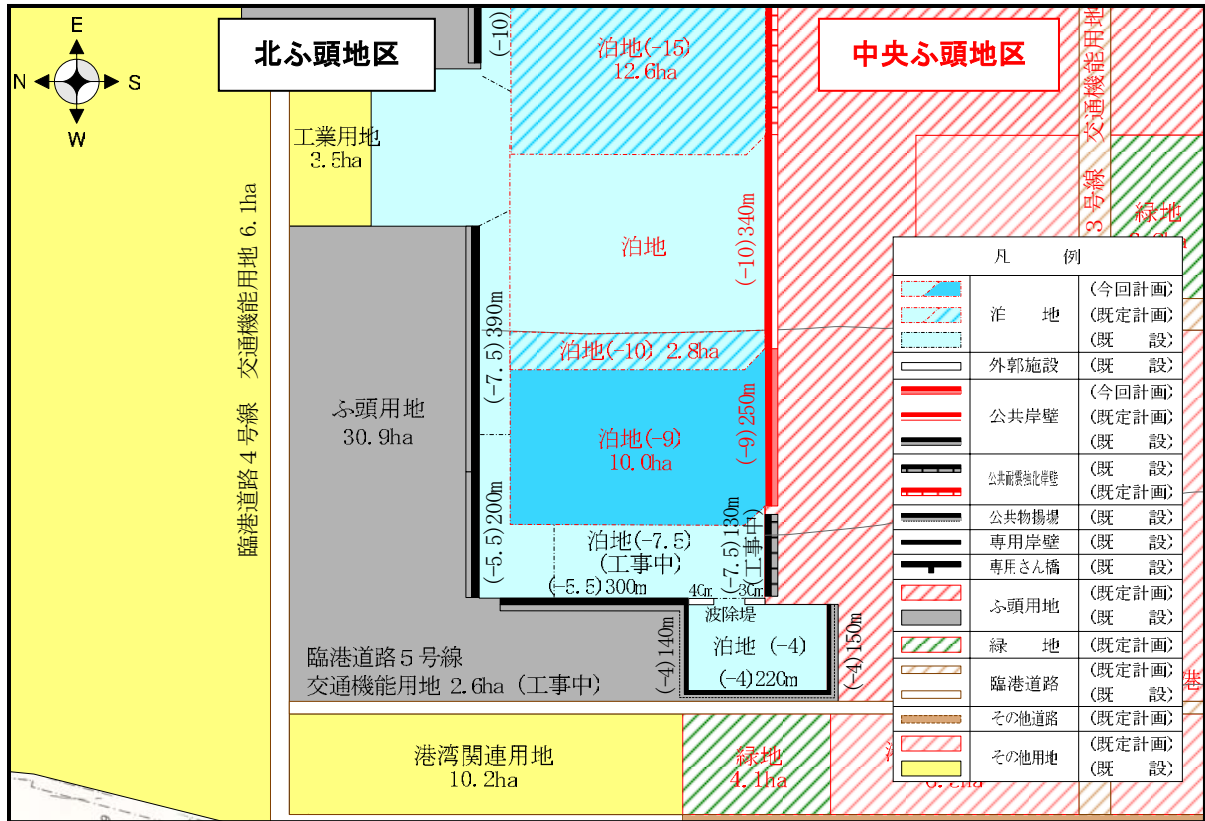 E
N
S
W
北ふ頭地区
中央ふ頭地区
(-10)
泊地(-15)
12.6ha
工業用地
3.5ha
臨港道路4号線 交通機能用地 6.1ha
泊地
(-10)340m
3号線 交通機能用地
緑地
(-7.5)390m
泊地(-10) 2.8ha
ふ頭用地
30.9ha
泊地(-9)
10.0ha
(-9)250m
(-5.5)200m
泊地(-7.5)
(工事中)
(-7.5)130m
(工事中)
(-5.5)300m
波除堤
泊地 (-4)
(-4)220m
(-4)140m
(-4)150m
臨港道路5号線
交通機能用地 2.6ha (工事中)
港湾関連用地
10.2ha
緑地
4.1ha
港
凡 例
泊 地
(今回計画)
(既定計画)
(既 設)
外郭施設 (既 設)
公共岸壁
(今回計画)
(既定計画)
(既 設)
公共耐震強化岸壁
(既 設)
(既定計画)
公共物揚場 (既 設)
専用岸壁 (既 設)
専用さん橋 (既 設)
ふ頭用地
(既定計画)
(既 設)
緑 地 (既定計画)
臨港道路
(既定計画)
(既 設)
その他道路 (既定計画)
その他用地
(既定計画)
(既 設)